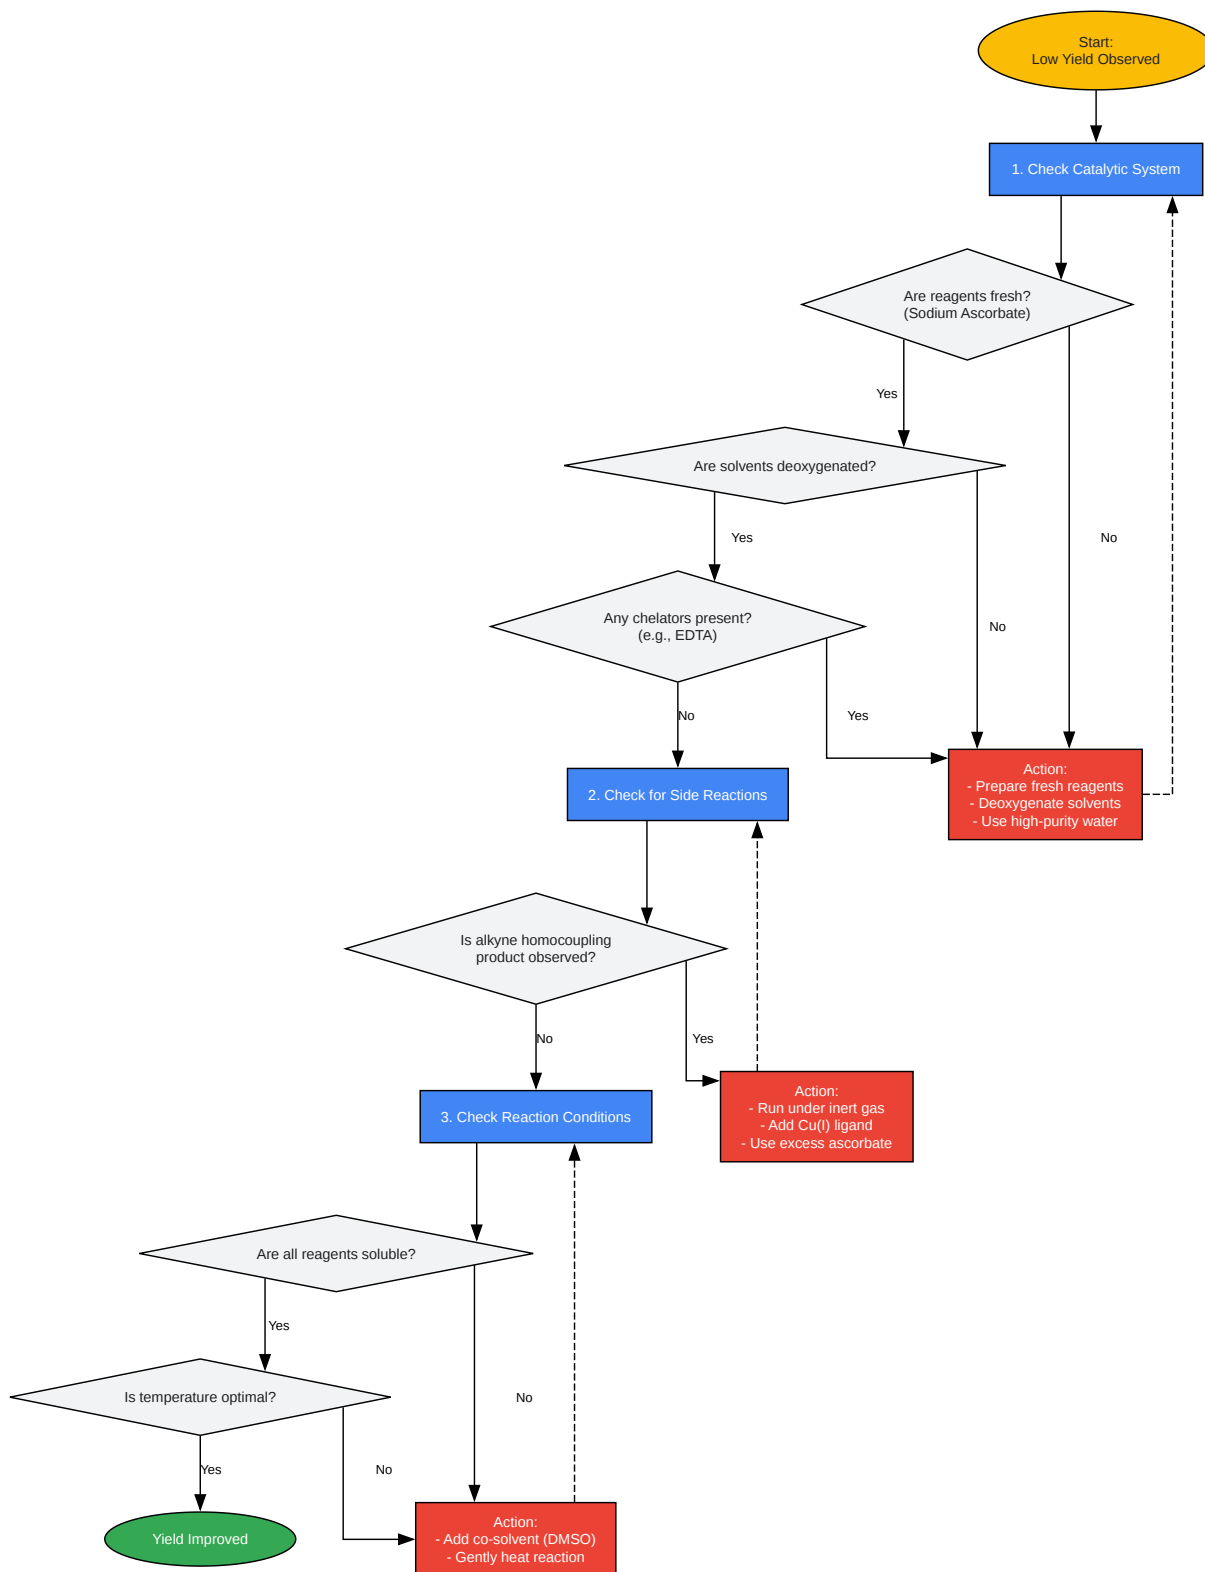 Start:
Low Yield Observed
1. Check Catalytic System
Are reagents fresh?
(Sodium Ascorbate)
Yes
Are solvents deoxygenated?
Yes
No
Any chelators present?
(e.g., EDTA)
No
No
Yes
Action:
- Prepare fresh reagents
- Deoxygenate solvents
- Use high-purity water
2. Check for Side Reactions
Is alkyne homocoupling
product observed?
No
Yes
Action:
- Run under inert gas
- Add Cu(I) ligand
- Use excess ascorbate
3. Check Reaction Conditions
Are all reagents soluble?
Yes
Is temperature optimal?
No
Yes
No
Action:
- Add co-solvent (DMSO)
- Gently heat reaction
Yield Improved